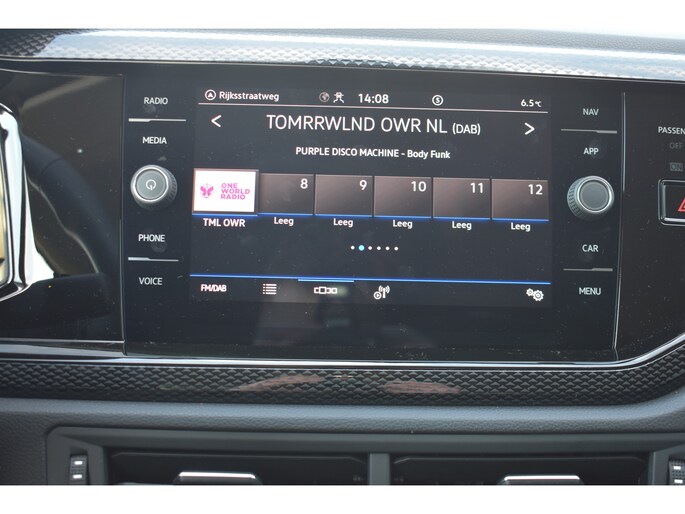 RADIO
MEDIA
PHONE
VOICE
Rijksstraatweg 14:08 S 6.5°C
< TOMRRWLND OWR NL (DAB) >
PURPLE DISCO MACHINE - Body Funk
ONE WORLD RADIO 8 9 10 11 12
TML OWR Leeg Leeg Leeg Leeg Leeg
FM/DAB
NAV
APP
CAR
MENU
PASSEN
OFF